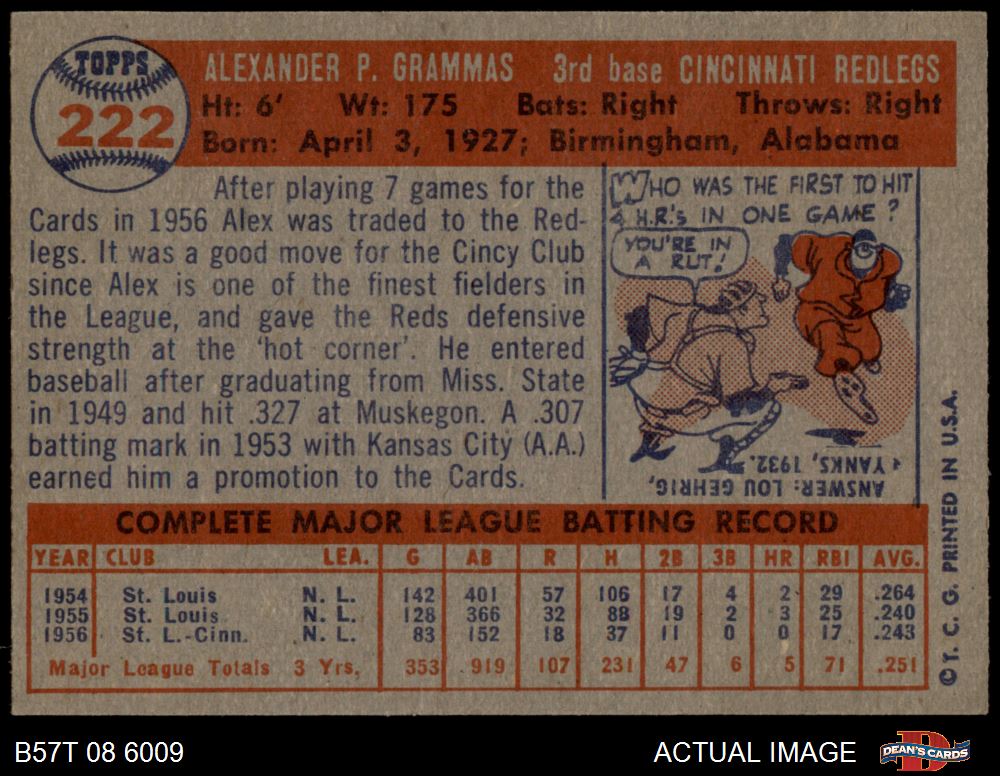 TOPPS
222
ALEXANDER P. GRAMMAS 3rd base CINCINNATI REDLEGS
Ht: 6' Wt: 175 Bats: Right Throws: Right
Born: April 3, 1927; Birmingham, Alabama
After playing 7 games for the
Cards in 1956 Alex was traded to the Red-
legs. It was a good move for the Cincy Club
since Alex is one of the finest fielders in
the League, and gave the Reds defensive
strength at the 'hot corner'. He entered
baseball after graduating from Miss. State
in 1949 and hit .327 at Muskegon. A .307
batting mark in 1953 with Kansas City (A.A.)
earned him a promotion to the Cards.
WHO WAS THE FIRST TO HIT
4 H.R.'s IN ONE GAME?
YOU'RE IN
A RUT!
ANSWER: LOU GEHRIG,
YANKS, 1932.
COMPLETE MAJOR LEAGUE BATTING RECORD
YEAR CLUB LEA. G AB R H 2B 3B HR RBI AVG.
1954 St. Louis N. L. 142 401 57 106 17 4 2 29 .264
1955 St. Louis N. L. 128 366 32 88 19 2 3 25 .240
1956 St. L.-Cinn. N. L. 83 152 18 37 11 0 0 17 .243
Major League Totals 3 Yrs. 353 919 107 231 47 6 5 71 .251
© T. C. G. PRINTED IN U.S.A.
B57T 08 6009
ACTUAL IMAGE
DEAN'S CARDS